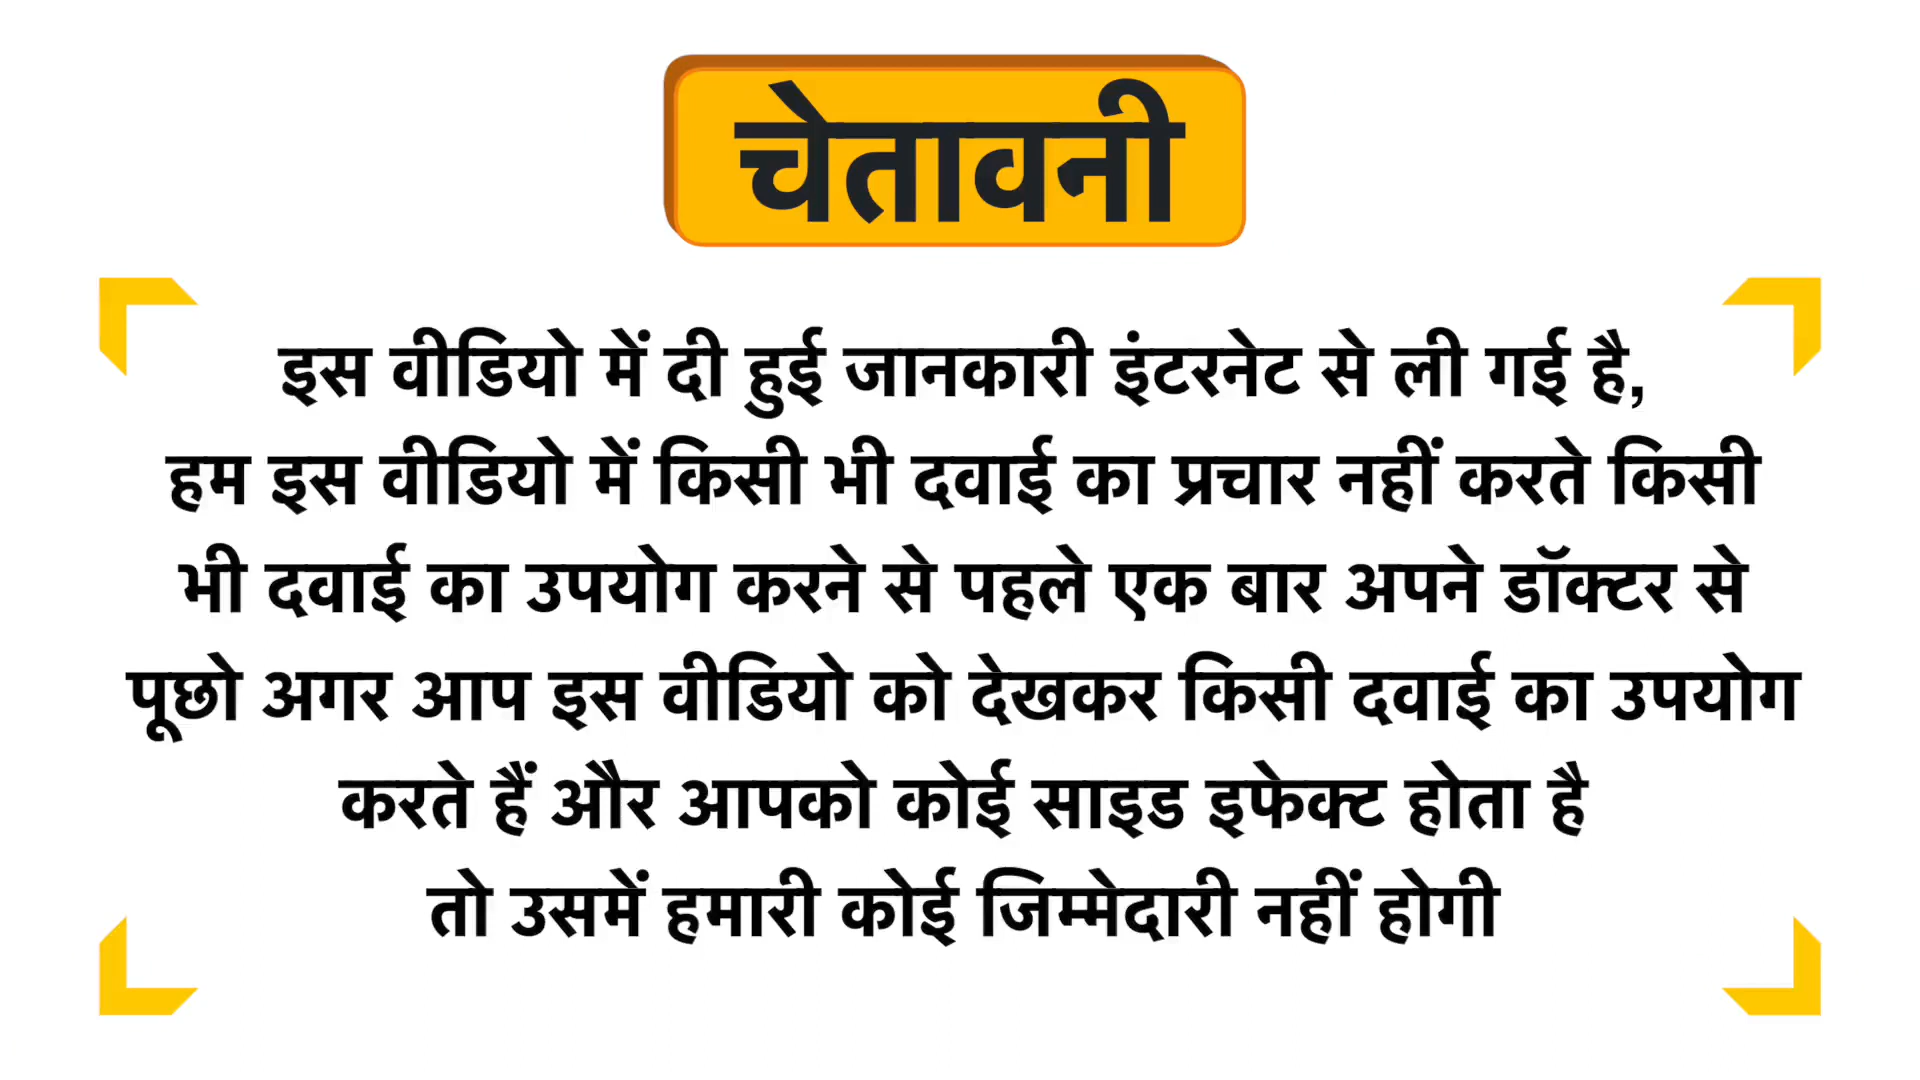 चेतावनी
इस वीडियो में दी हुई जानकारी इंटरनेट से ली गई है,
हम इस वीडियो में किसी भी दवाई का प्रचार नहीं करते किसी
भी दवाई का उपयोग करने से पहले एक बार अपने डॉक्टर से
पूछो अगर आप इस वीडियो को देखकर किसी दवाई का उपयोग
करते हैं और आपको कोई साइड इफेक्ट होता है
तो उसमें हमारी कोई जिम्मेदारी नहीं होगी